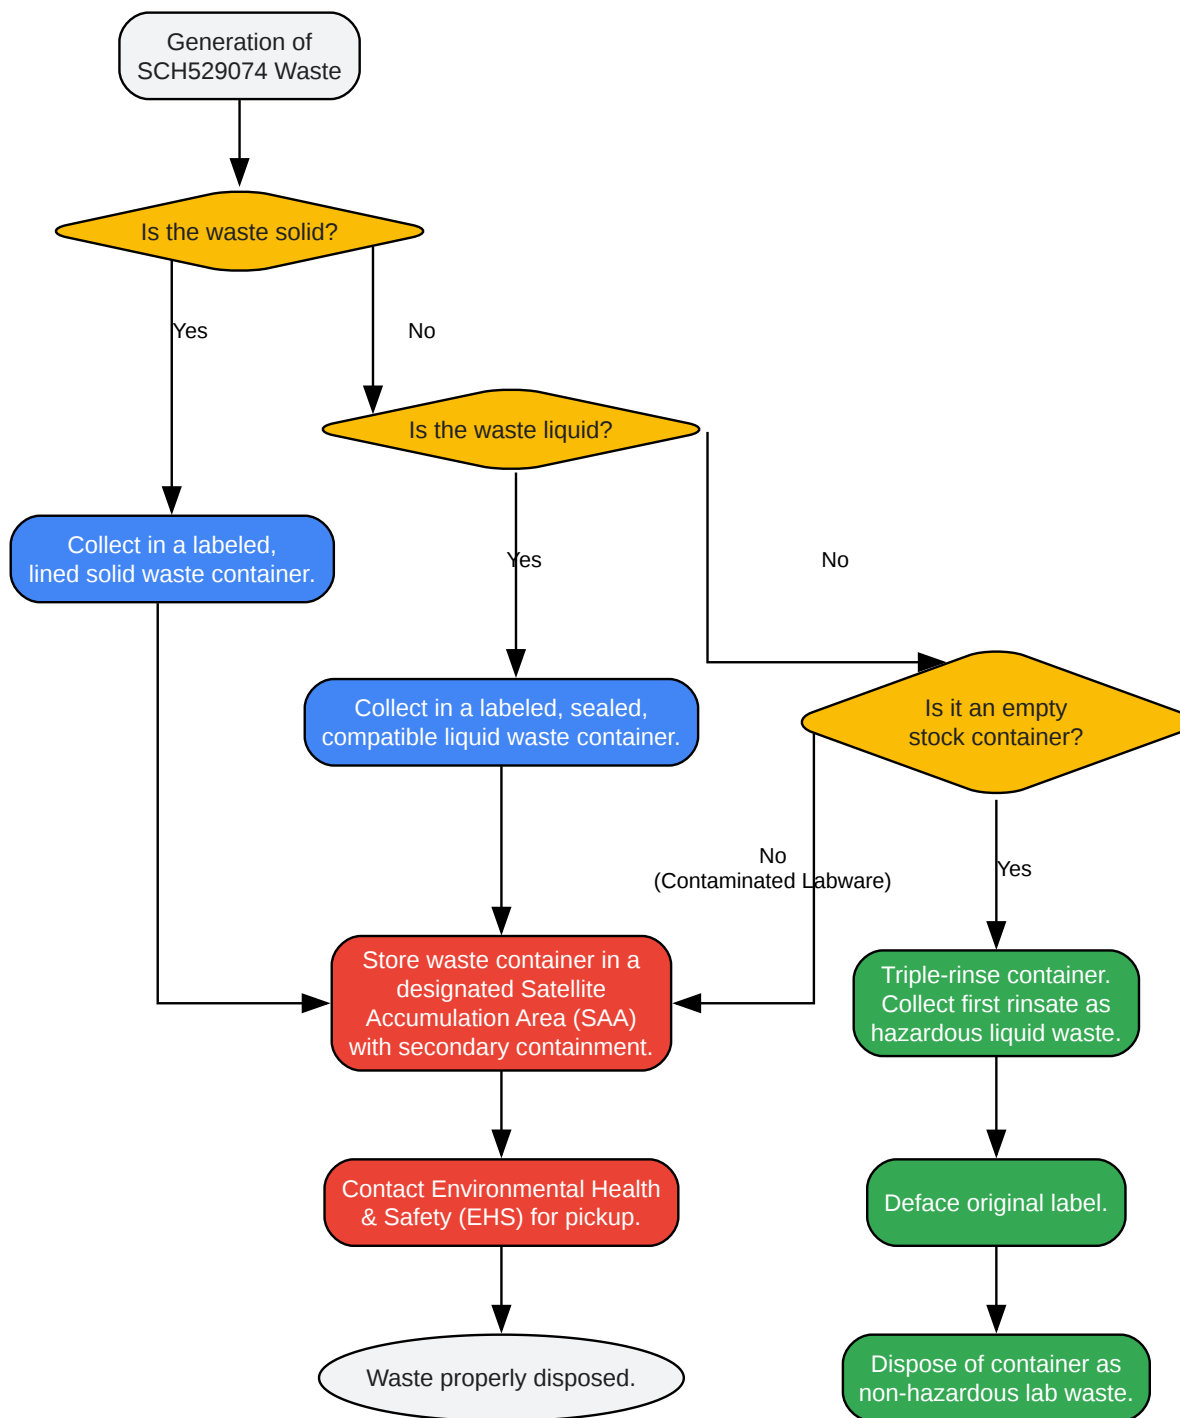 Generation of
SCH529074 Waste
Is the waste solid?
Yes
No
Is the waste liquid?
Collect in a labeled,
lined solid waste container.
Yes
No
Collect in a labeled, sealed,
compatible liquid waste container.
Is it an empty
stock container?
No
(Contaminated Labware)
Yes
Store waste container in a
designated Satellite
Accumulation Area (SAA)
with secondary containment.
Triple-rinse container.
Collect first rinsate as
hazardous liquid waste.
Contact Environmental Health
& Safety (EHS) for pickup.
Deface original label.
Waste properly disposed.
Dispose of container as
non-hazardous lab waste.